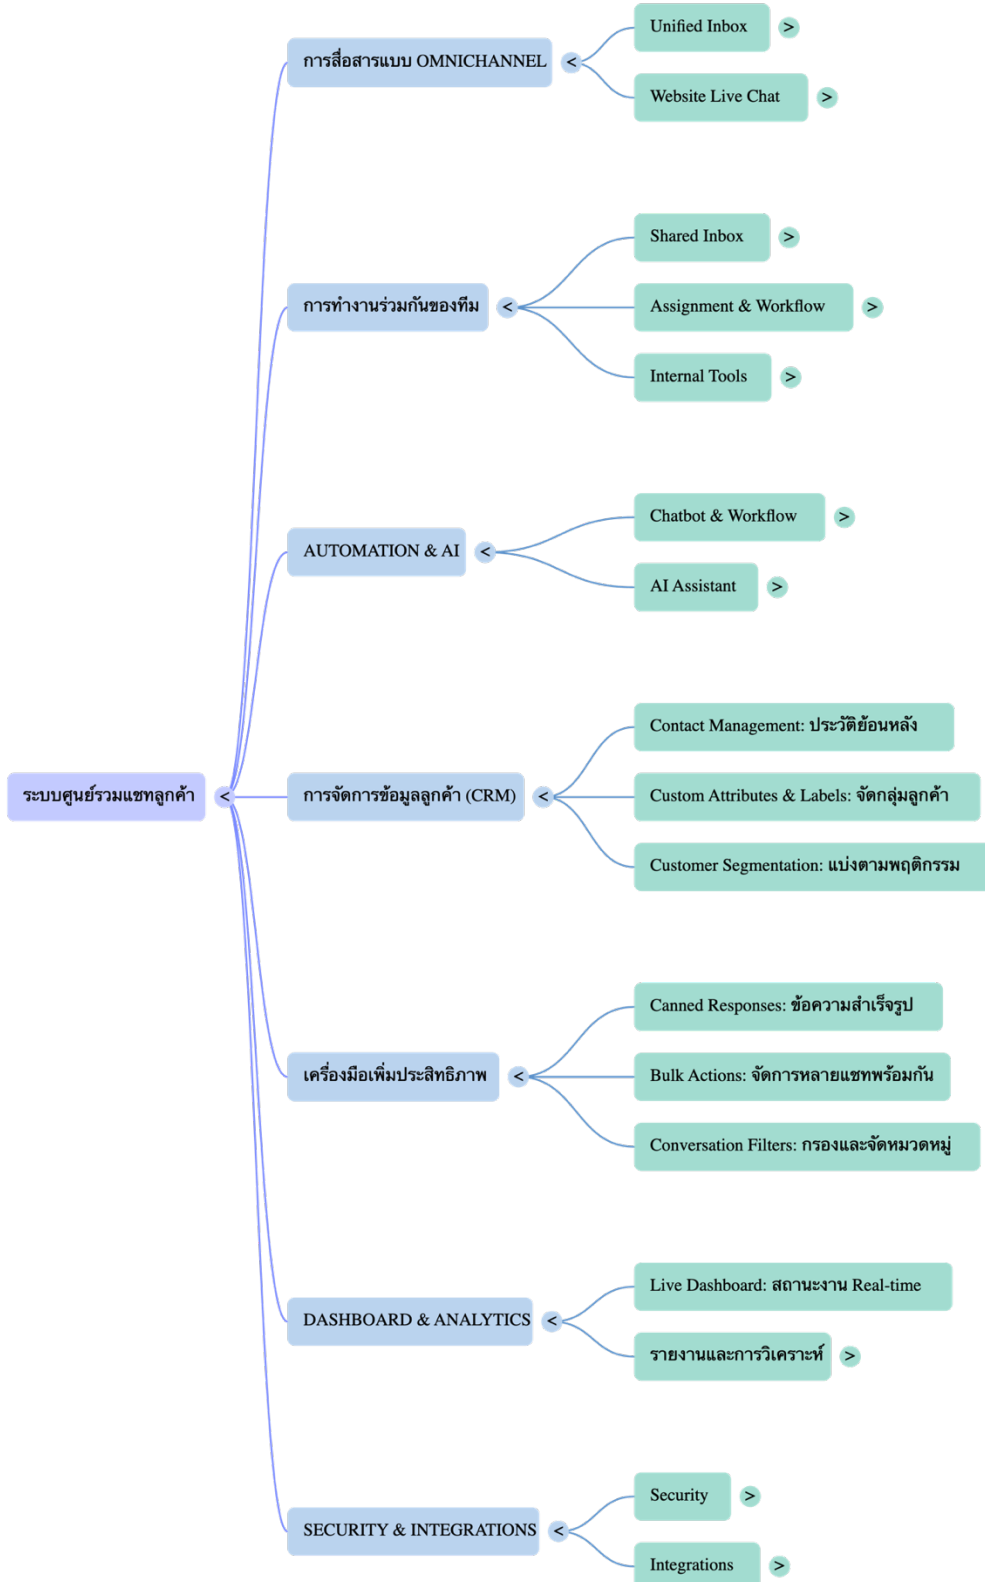 ระบบศูนย์รวมแชทลูกค้า
<
การสื่อสารแบบ OMNICHANNEL
<
Unified Inbox
>
Website Live Chat
>
การทำงานร่วมกันของทีม
<
Shared Inbox
>
Assignment & Workflow
>
Internal Tools
>
AUTOMATION & AI
<
Chatbot & Workflow
>
AI Assistant
>
การจัดการข้อมูลลูกค้า (CRM)
<
Contact Management: ประวัติย้อนหลัง
Custom Attributes & Labels: จัดกลุ่มลูกค้า
Customer Segmentation: แบ่งตามพฤติกรรม
เครื่องมือเพิ่มประสิทธิภาพ
<
Canned Responses: ข้อความสำเร็จรูป
Bulk Actions: จัดการหลายแชทพร้อมกัน
Conversation Filters: กรองและจัดหมวดหมู่
DASHBOARD & ANALYTICS
<
Live Dashboard: สถานะงาน Real-time
รายงานและการวิเคราะห์
>
SECURITY & INTEGRATIONS
<
Security
>
Integrations
>